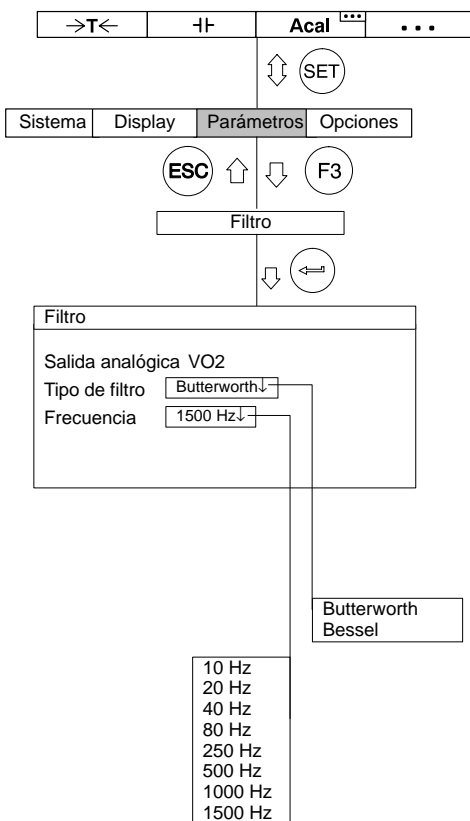 →T← ⊣⊢ Acal ...
SET
Sistema Display Parámetros Opciones
ESC F3
Filtro
Filtro
Salida analógica VO2
Tipo de filtro Butterworth↓
Frecuencia 1500 Hz↓
Butterworth
Bessel
10 Hz
20 Hz
40 Hz
80 Hz
250 Hz
500 Hz
1000 Hz
1500 Hz